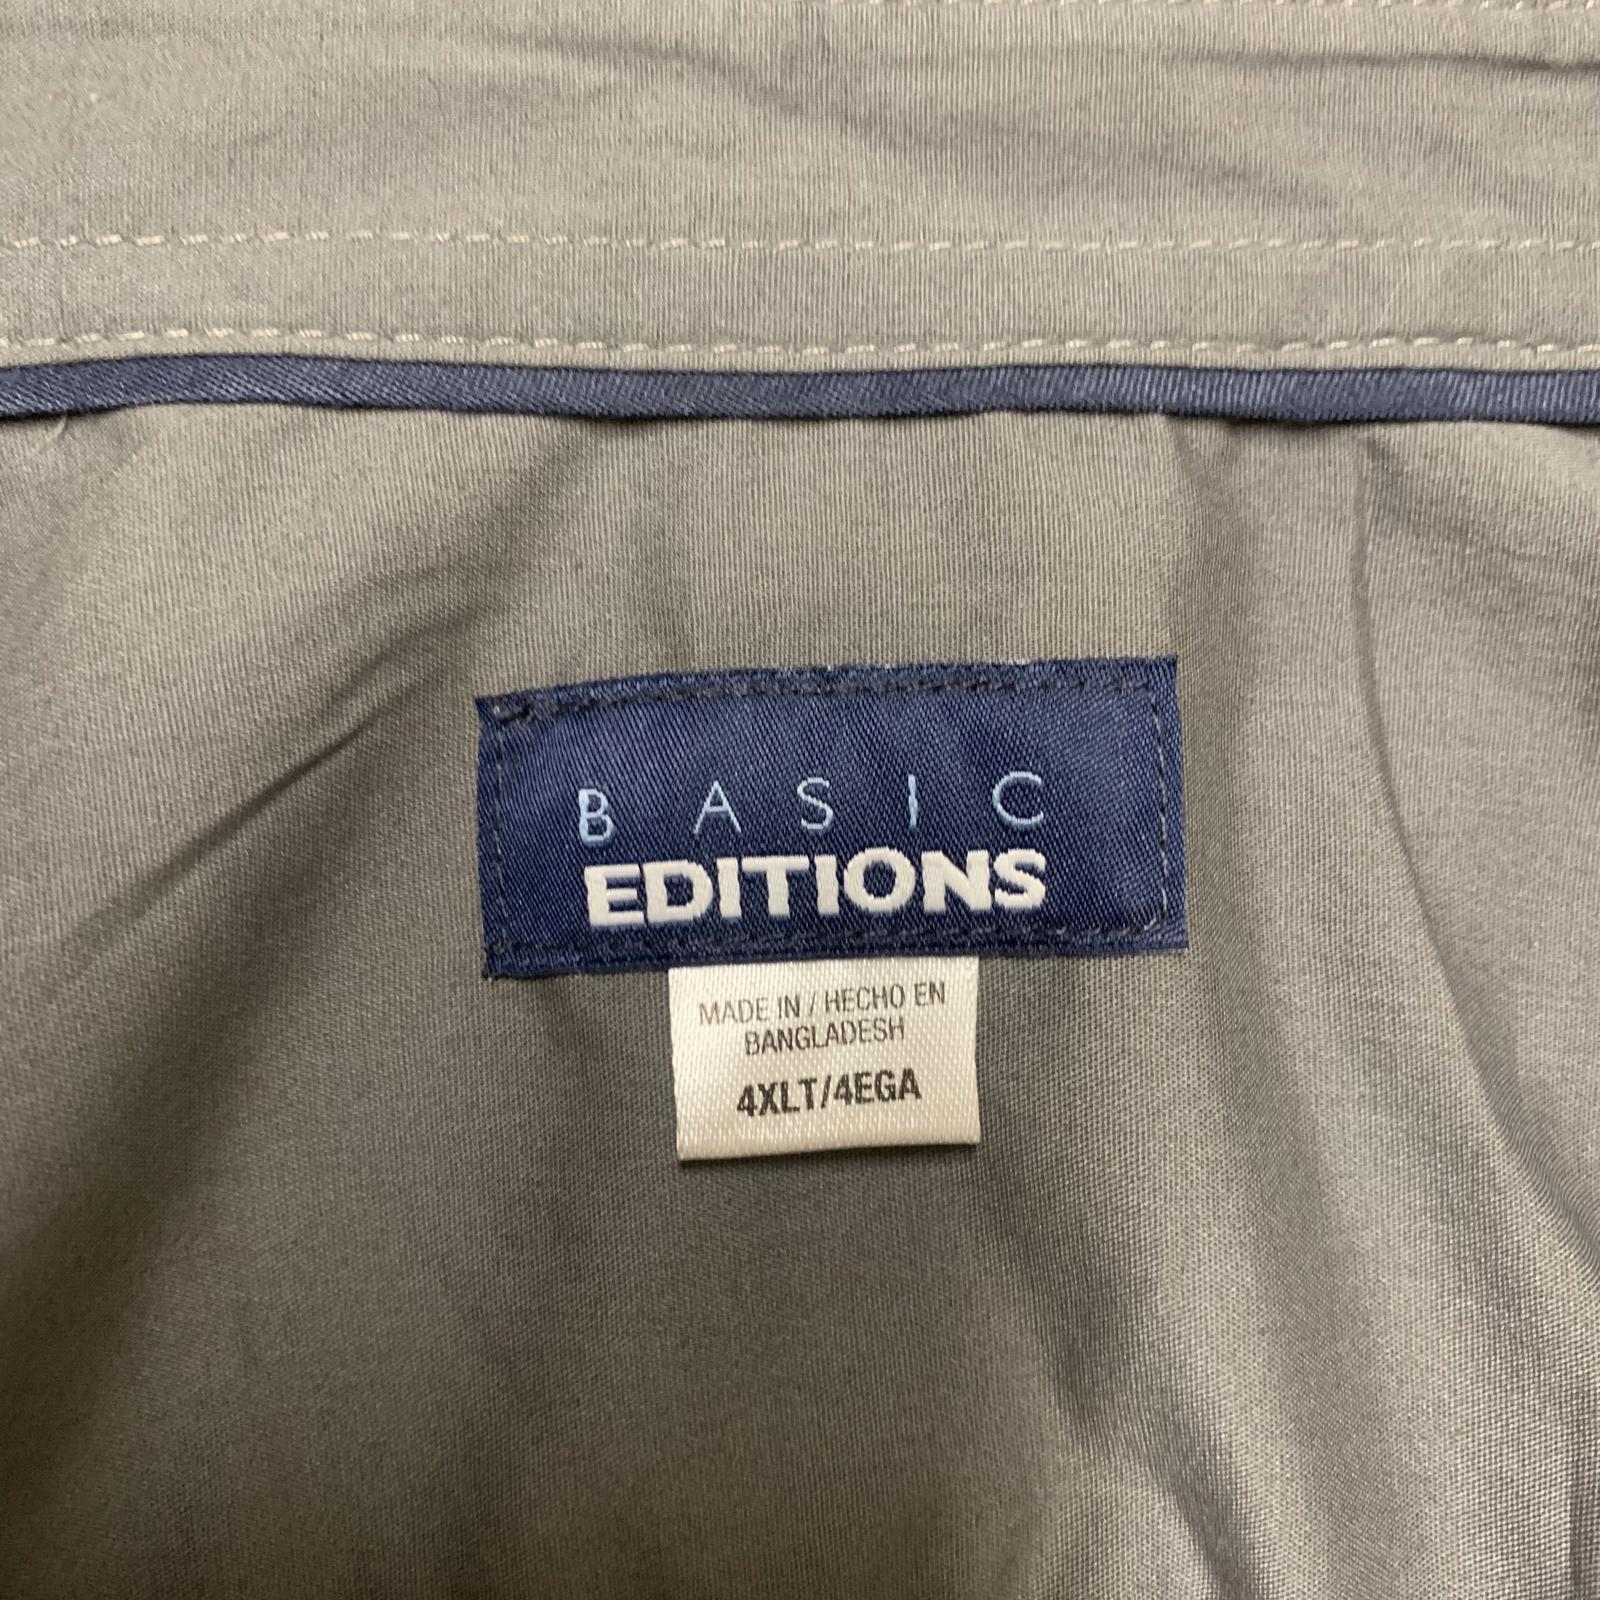 BASIC
EDITIONS
MADE IN / HECHO EN
BANGLADESH
4XLT/4EGA